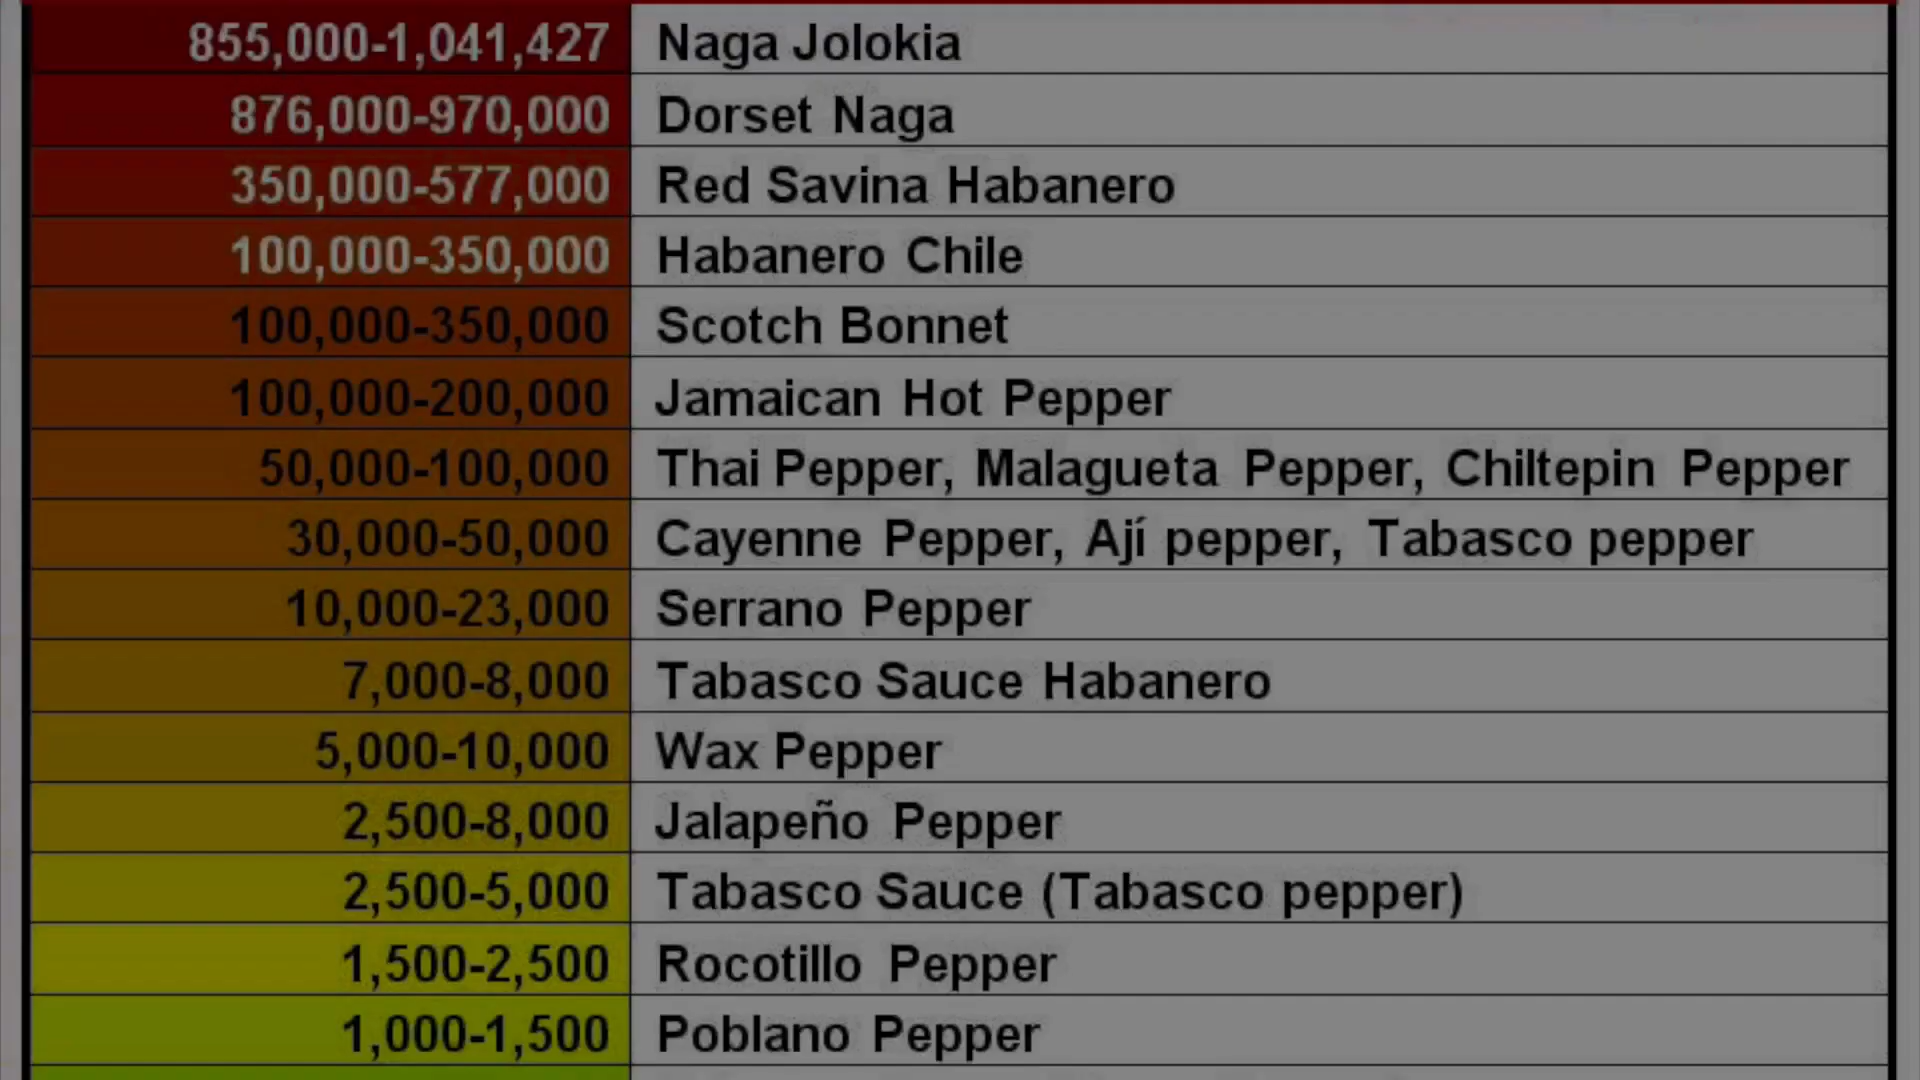 855,000-1,041,427 Naga Jolokia
876,000-970,000 Dorset Naga
350,000-577,000 Red Savina Habanero
100,000-350,000 Habanero Chile
100,000-350,000 Scotch Bonnet
100,000-200,000 Jamaican Hot Pepper
50,000-100,000 Thai Pepper, Malagueta Pepper, Chiltepin Pepper
30,000-50,000 Cayenne Pepper, Ají pepper, Tabasco pepper
10,000-23,000 Serrano Pepper
7,000-8,000 Tabasco Sauce Habanero
5,000-10,000 Wax Pepper
2,500-8,000 Jalapeño Pepper
2,500-5,000 Tabasco Sauce (Tabasco pepper)
1,500-2,500 Rocotillo Pepper
1,000-1,500 Poblano Pepper